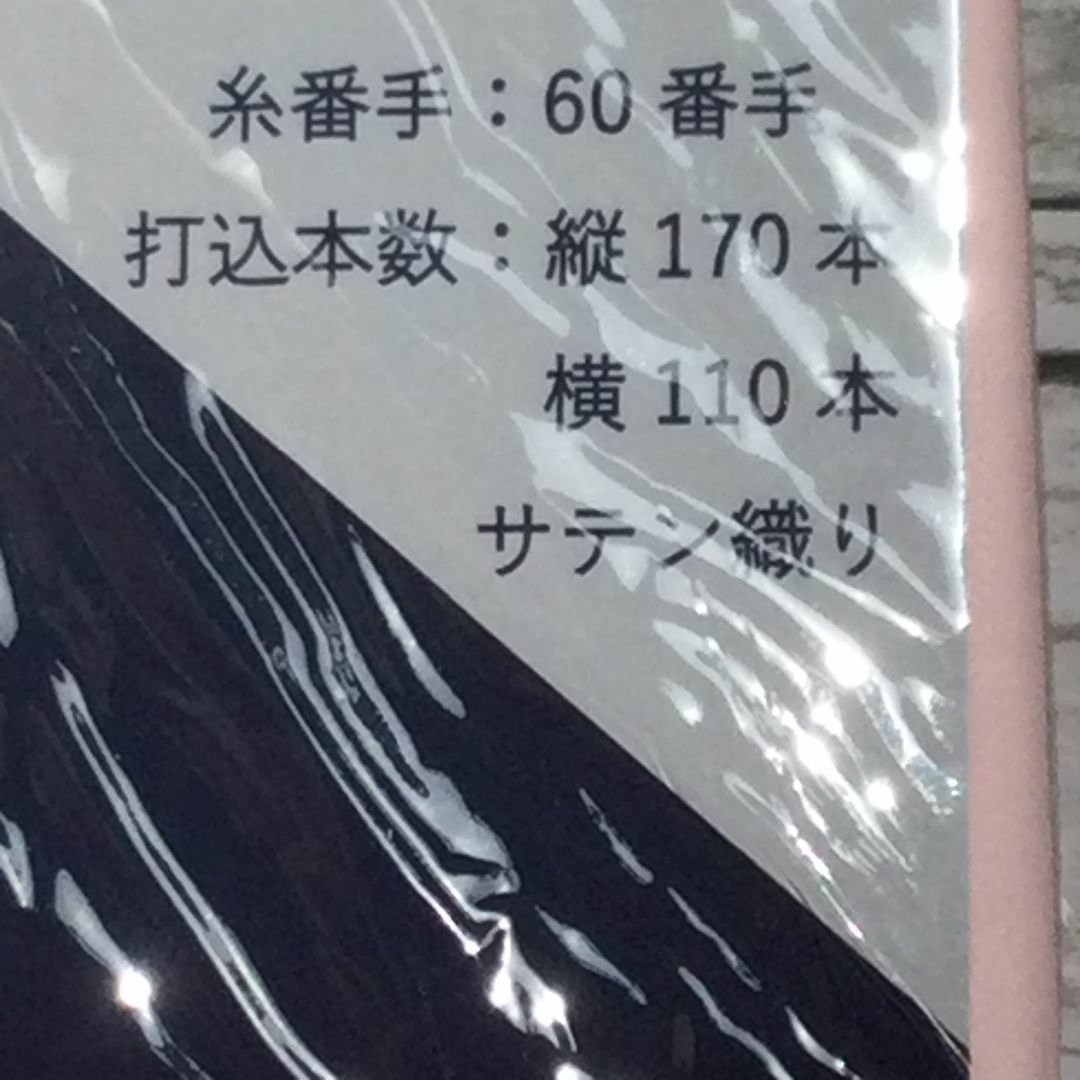 糸番手：60 番手
打込本数：縦 170 本
横 110 本
サテン織り